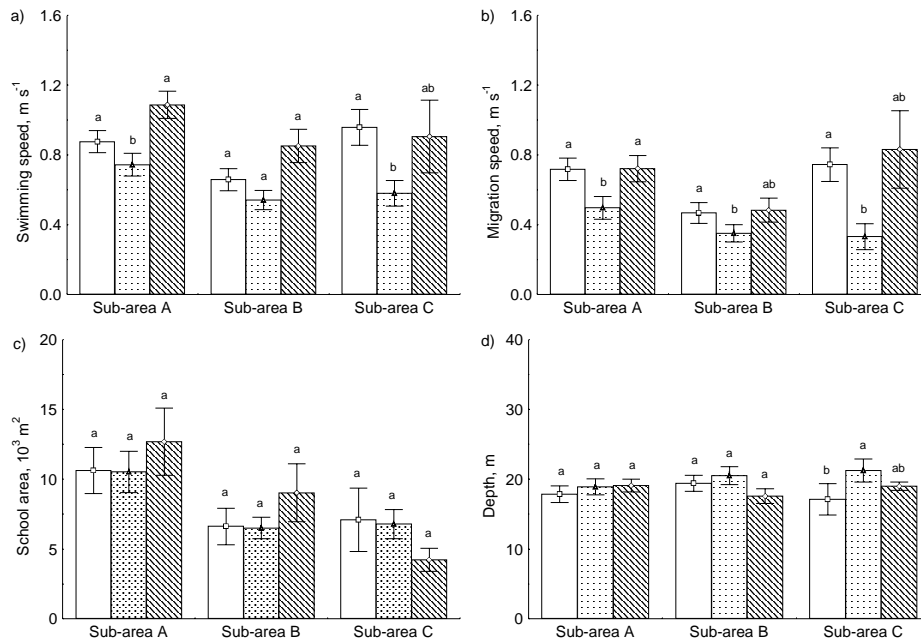 a)
Swimming speed, m s⁻¹
1.6
1.2
0.8
0.4
0.0
a
b
a
a
a
a
a
b
ab
Sub-area A
Sub-area B
Sub-area C
b)
Migration speed, m s⁻¹
1.6
1.2
0.8
0.4
0.0
a
b
a
a
b
ab
a
b
ab
Sub-area A
Sub-area B
Sub-area C
c)
School area, 10³ m²
20
15
10
5
0
a
a
a
a
a
a
a
a
a
Sub-area A
Sub-area B
Sub-area C
d)
Depth, m
40
30
20
10
0
a
a
a
a
a
a
b
a
ab
Sub-area A
Sub-area B
Sub-area C